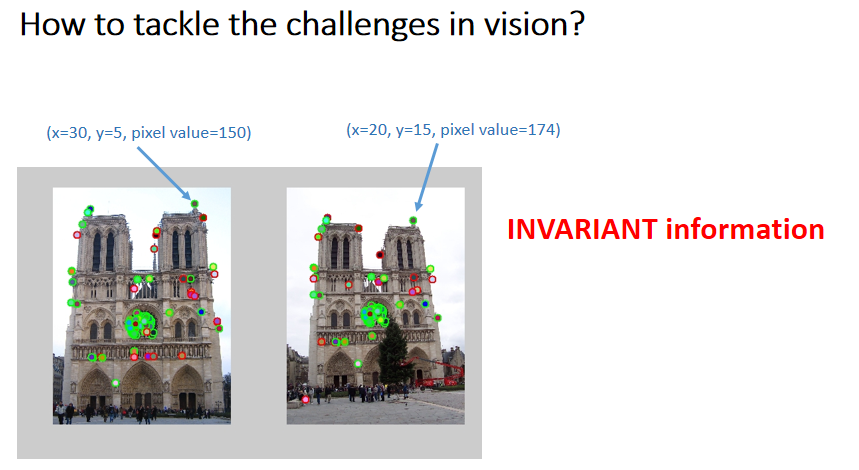 How to tackle the challenges in vision?
(x=30, y=5, pixel value=150)
(x=20, y=15, pixel value=174)
INVARIANT information